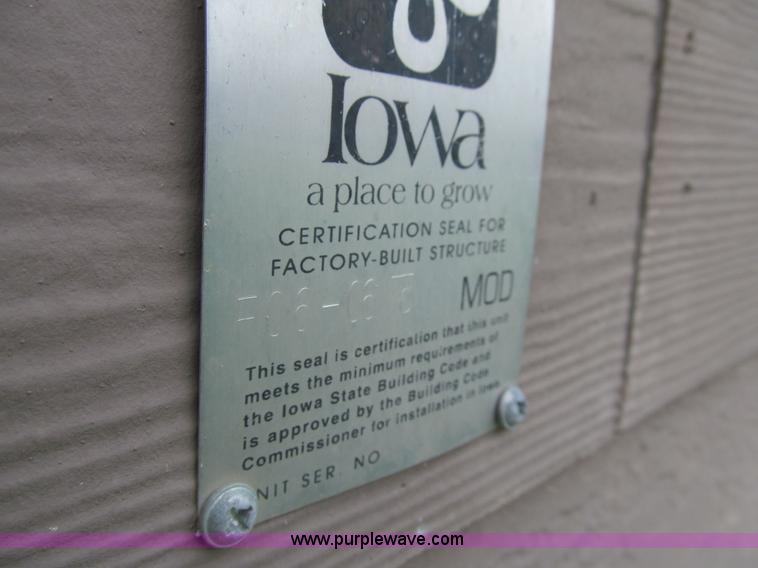 IOWA
a place to grow
CERTIFICATION SEAL FOR
FACTORY-BUILT STRUCTURE
MOD
This seal is certification that this unit
meets the minimum requirements of
the Iowa State Building Code and
is approved by the Building Code
Commissioner for installation in Iowa.
NIT SER. NO
www.purplewave.com